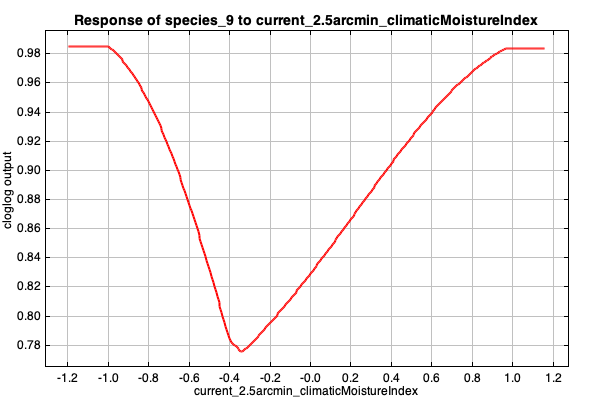 Response of species_9 to current_2.5arcmin_climaticMoistureIndex
cloglog output
0.98
0.96
0.94
0.92
0.90
0.88
0.86
0.84
0.82
0.80
0.78
-1.2 -1.0 -0.8 -0.6 -0.4 -0.2 -0.0 0.2 0.4 0.6 0.8 1.0 1.2
current_2.5arcmin_climaticMoistureIndex